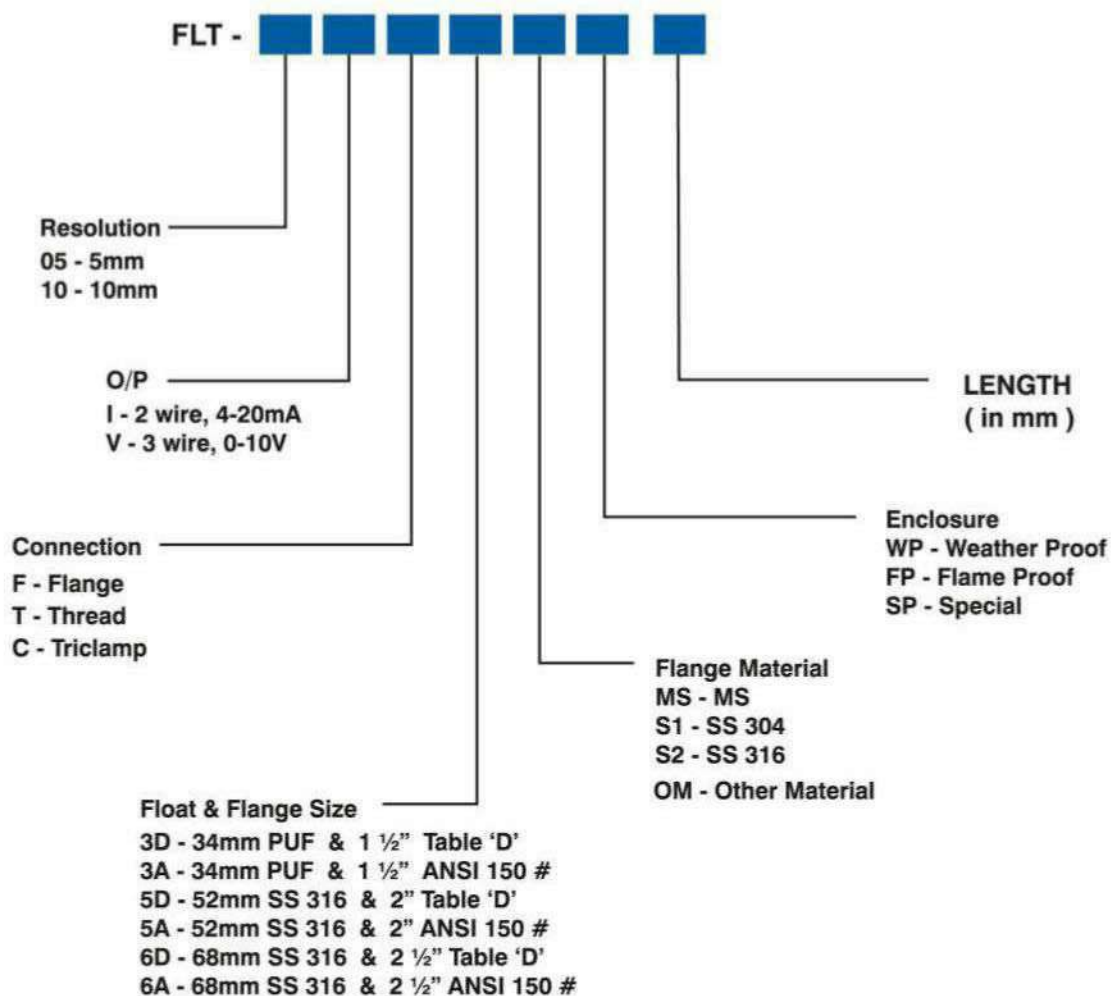 FLT -
Resolution
05 - 5mm
10 - 10mm
O/P
I - 2 wire, 4-20mA
V - 3 wire, 0-10V
LENGTH
( in mm )
Connection
F - Flange
T - Thread
C - Triclamp
Enclosure
WP - Weather Proof
FP - Flame Proof
SP - Special
Flange Material
MS - MS
S1 - SS 304
S2 - SS 316
OM - Other Material
Float & Flange Size
3D - 34mm PUF & 1 ½” Table ‘D’
3A - 34mm PUF & 1 ½” ANSI 150 #
5D - 52mm SS 316 & 2” Table ‘D’
5A - 52mm SS 316 & 2” ANSI 150 #
6D - 68mm SS 316 & 2 ½” Table ‘D’
6A - 68mm SS 316 & 2 ½” ANSI 150 #